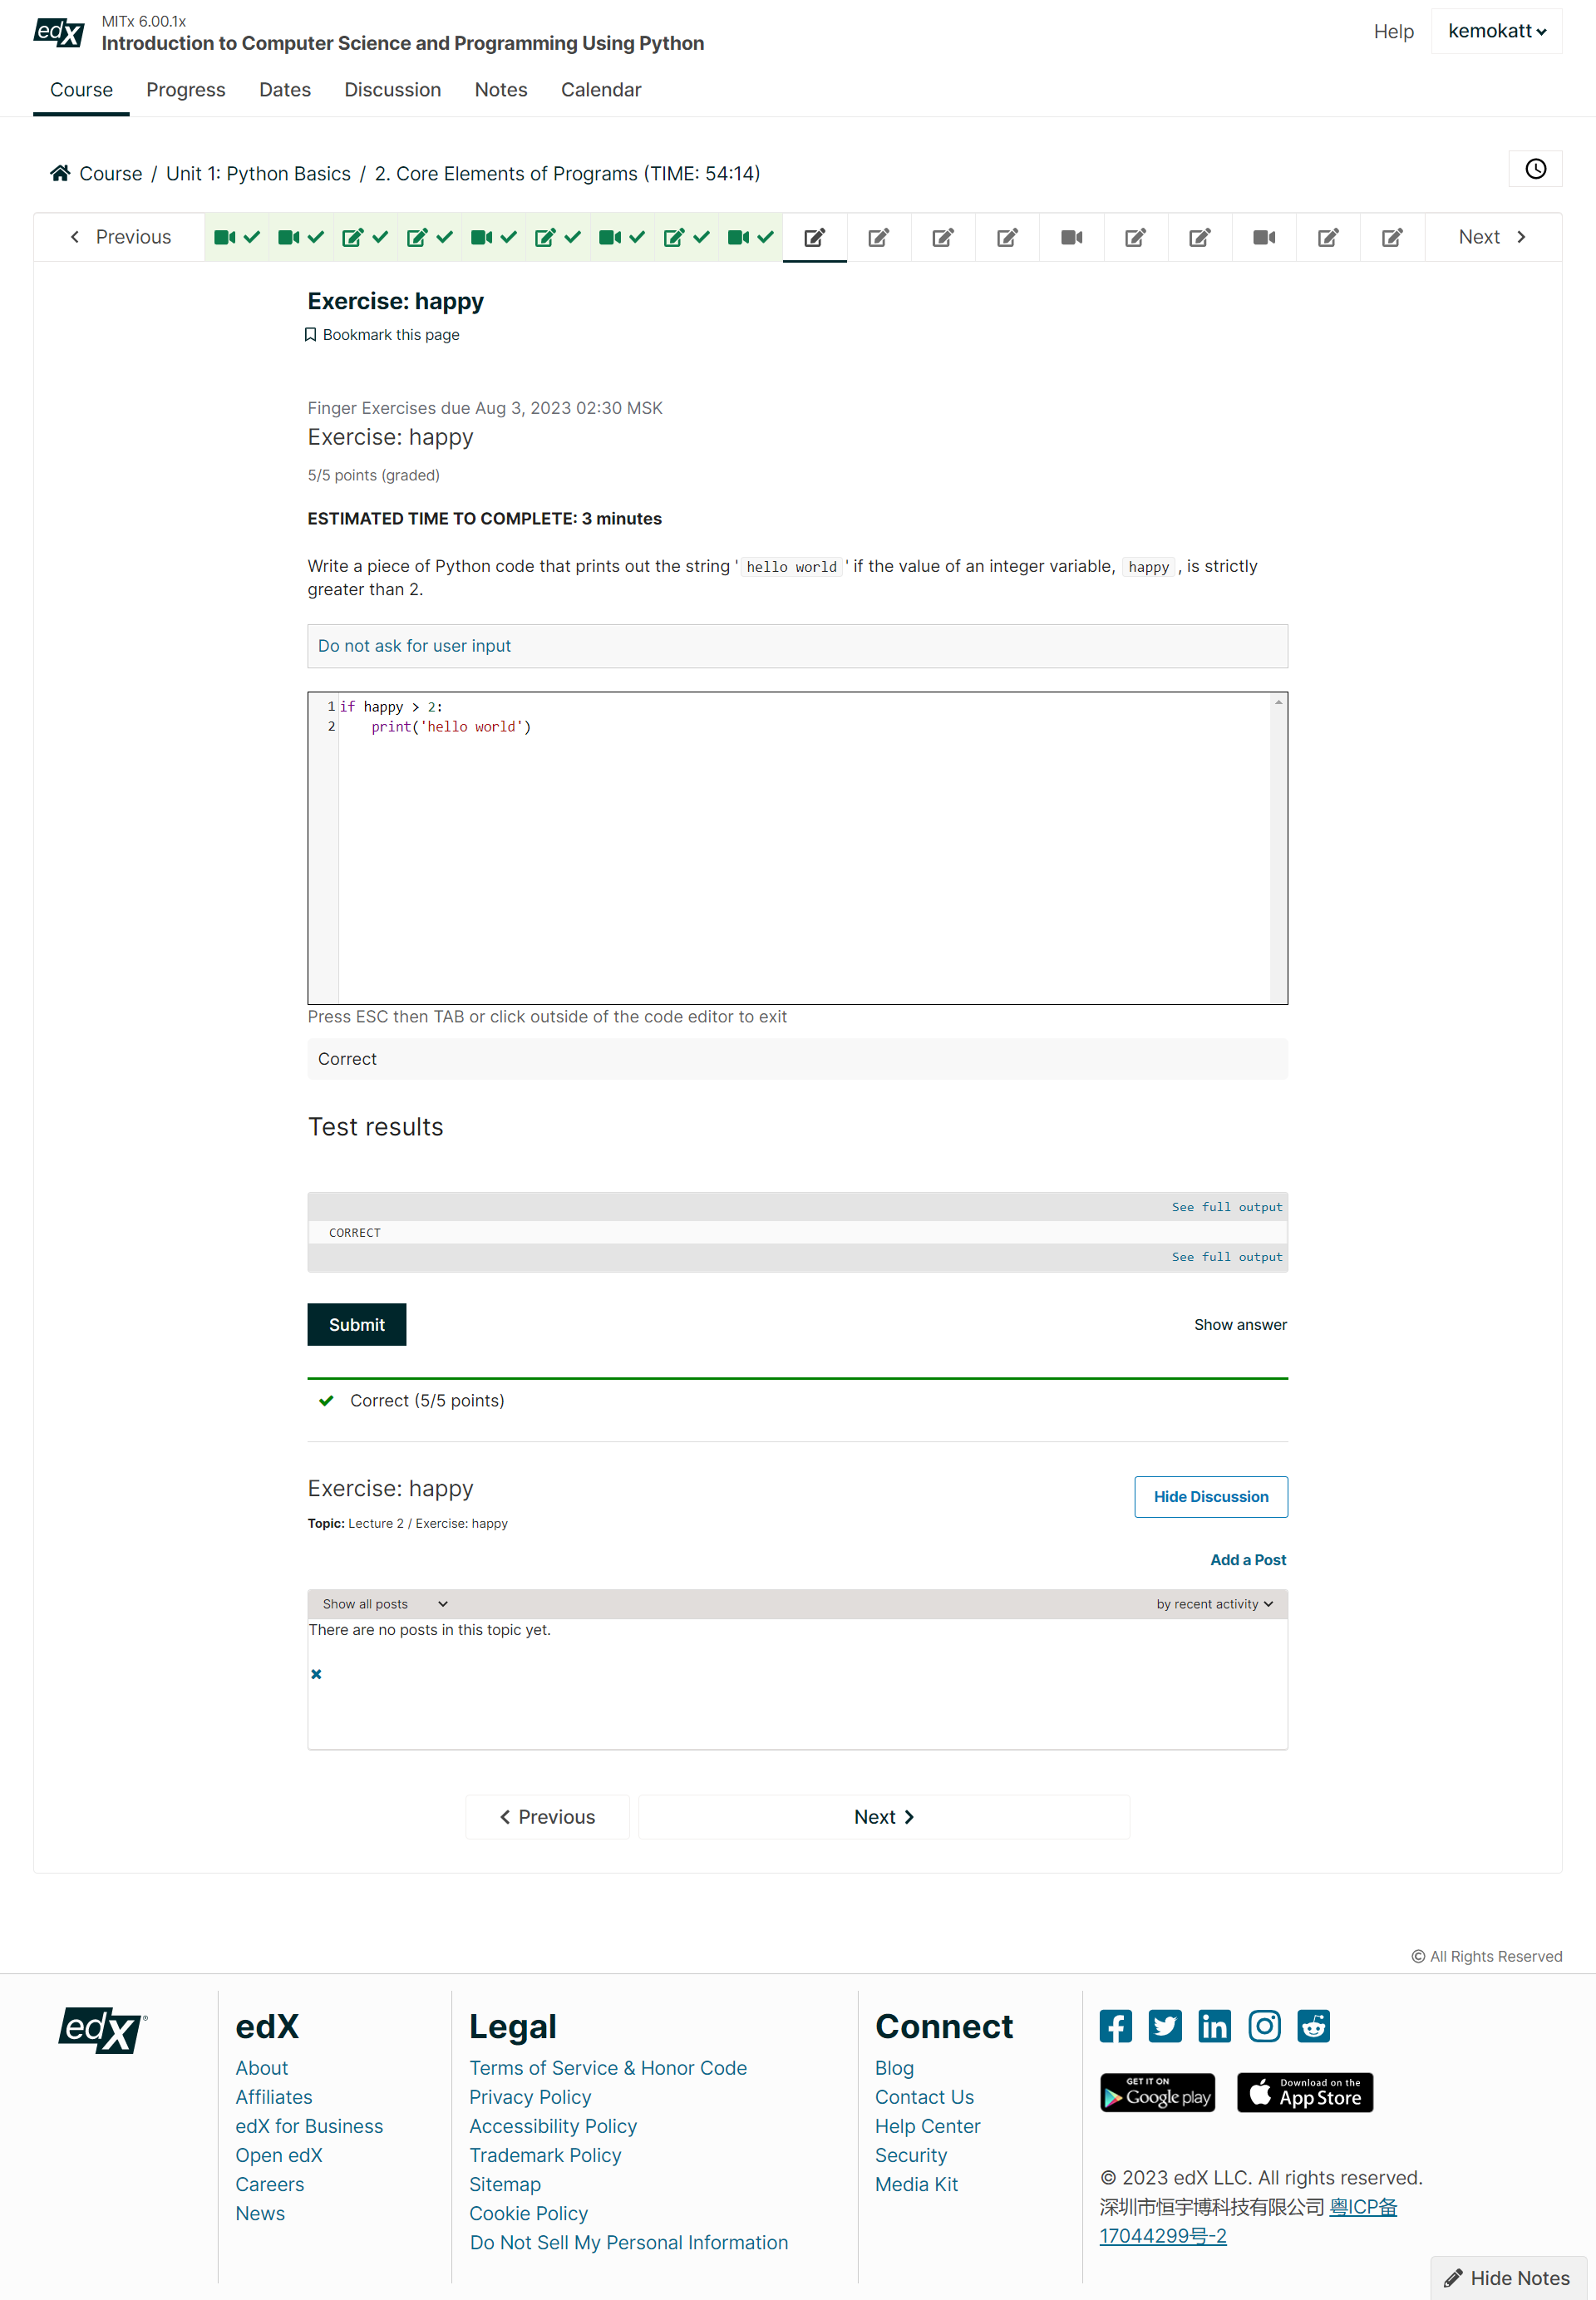 edX
MITx 6.00.1x
Introduction to Computer Science and Programming Using Python
Help
kemokatt
Course Progress Dates Discussion Notes Calendar
Course / Unit 1: Python Basics / 2. Core Elements of Programs (TIME: 54:14)
Previous
Next
Exercise: happy
Bookmark this page
Finger Exercises due Aug 3, 2023 02:30 MSK
Exercise: happy
5/5 points (graded)
ESTIMATED TIME TO COMPLETE: 3 minutes
Write a piece of Python code that prints out the string 'hello world' if the value of an integer variable, happy, is strictly
greater than 2.
Do not ask for user input
1 if happy > 2:
2     print('hello world')
Press ESC then TAB or click outside of the code editor to exit
Correct
Test results
See full output
CORRECT
See full output
Submit
Show answer
Correct (5/5 points)
Exercise: happy
Hide Discussion
Topic: Lecture 2 / Exercise: happy
Add a Post
Show all posts
by recent activity
There are no posts in this topic yet.
Previous
Next
© All Rights Reserved
edX®
edX
About
Affiliates
edX for Business
Open edX
Careers
News
Legal
Terms of Service & Honor Code
Privacy Policy
Accessibility Policy
Trademark Policy
Sitemap
Cookie Policy
Do Not Sell My Personal Information
Connect
Blog
Contact Us
Help Center
Security
Media Kit
GET IT ON
Google play
Download on the
App Store
© 2023 edX LLC. All rights reserved.
深圳市恒宇博科技有限公司 粤ICP备
17044299号-2
Hide Notes